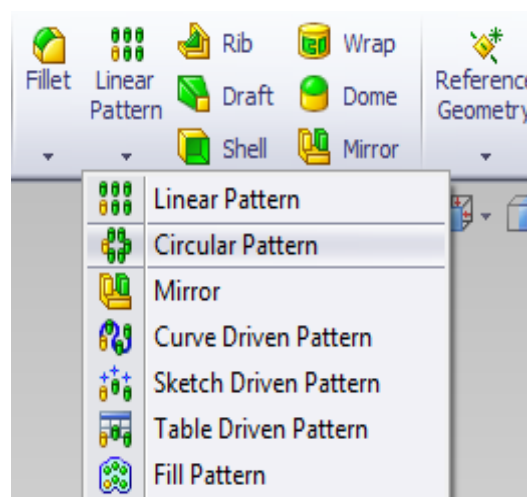 Fillet
Linear
Pattern
Rib
Draft
Shell
Wrap
Dome
Mirror
Reference
Geometry
Linear Pattern
Circular Pattern
Mirror
Curve Driven Pattern
Sketch Driven Pattern
Table Driven Pattern
Fill Pattern